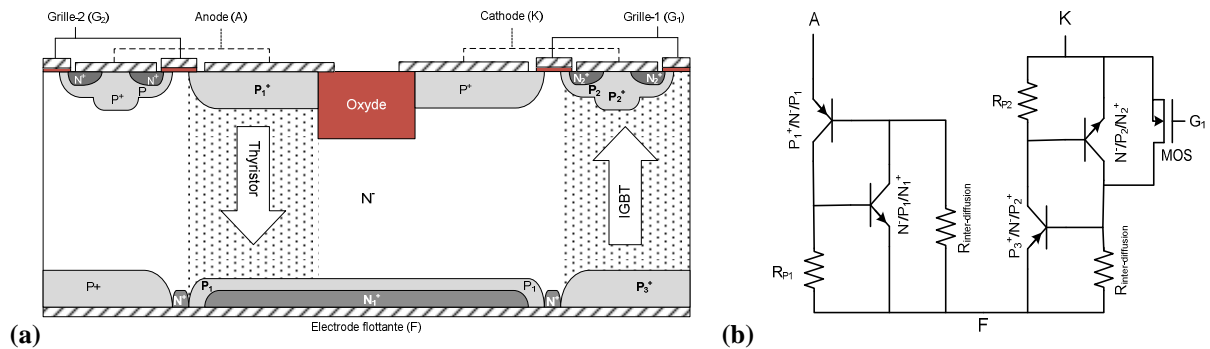 Grille-2 (G2)
Anode (A)
Cathode (K)
Grille-1 (G1)
N+
N+
P
P+
P1+
Oxyde
P+
N2+
N2+
P2
P2+
Thyristor
N-
IGBT
P+
N+
P1
P1
N1+
N+
P3+
Electrode flottante (F)
(a)
A
K
P1+/N-/P1
RP2
N-/P2/N2+
G1
MOS
N-/P1/N1+
Rinter-diffusion
P3+/N-/P2+
RP1
Rinter-diffusion
F
(b)